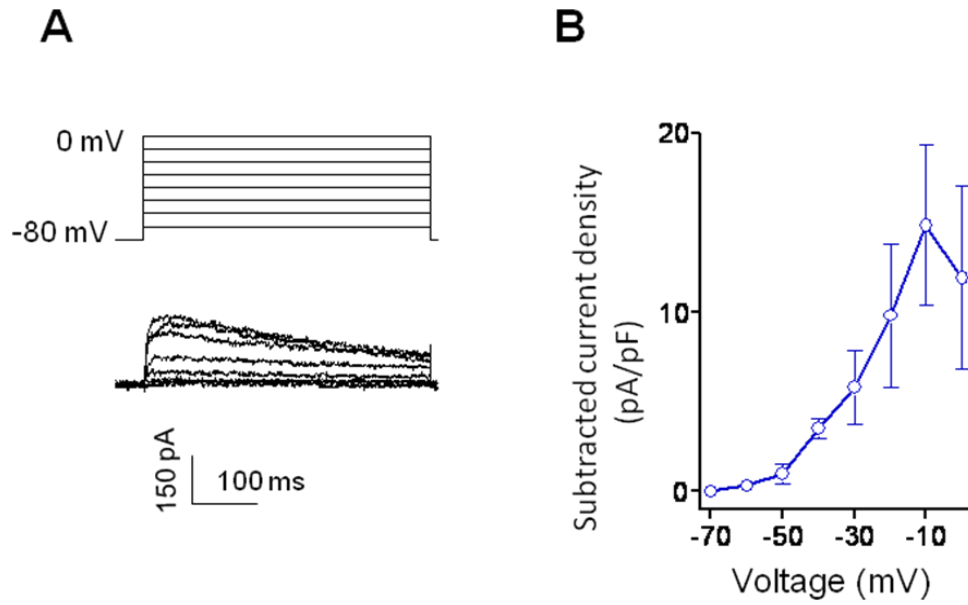 A
0 mV
-80 mV
150 pA
100 ms
B
Subtracted current density
(pA/pF)
20
10
0
-70
-50
-30
-10
Voltage (mV)